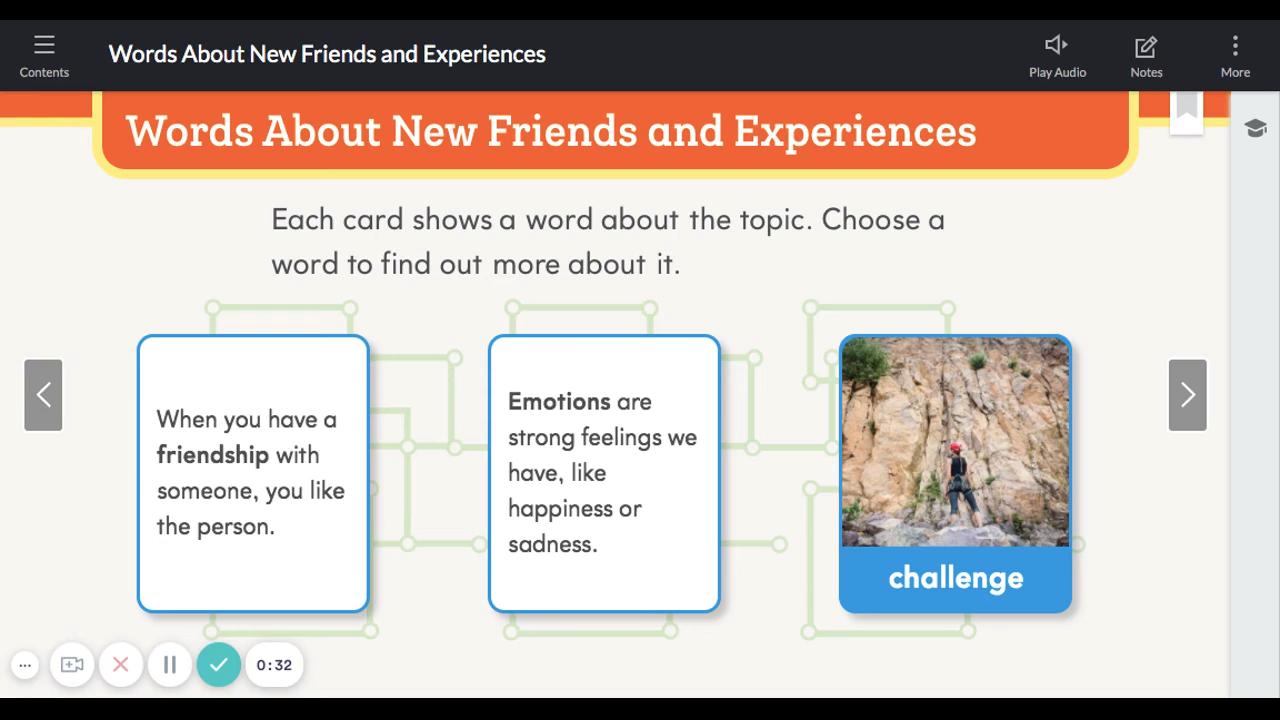 Contents
Words About New Friends and Experiences
Play Audio
Notes
More
Words About New Friends and Experiences
Each card shows a word about the topic. Choose a
word to find out more about it.
When you have a
friendship with
someone, you like
the person.
Emotions are
strong feelings we
have, like
happiness or
sadness.
challenge
0:32